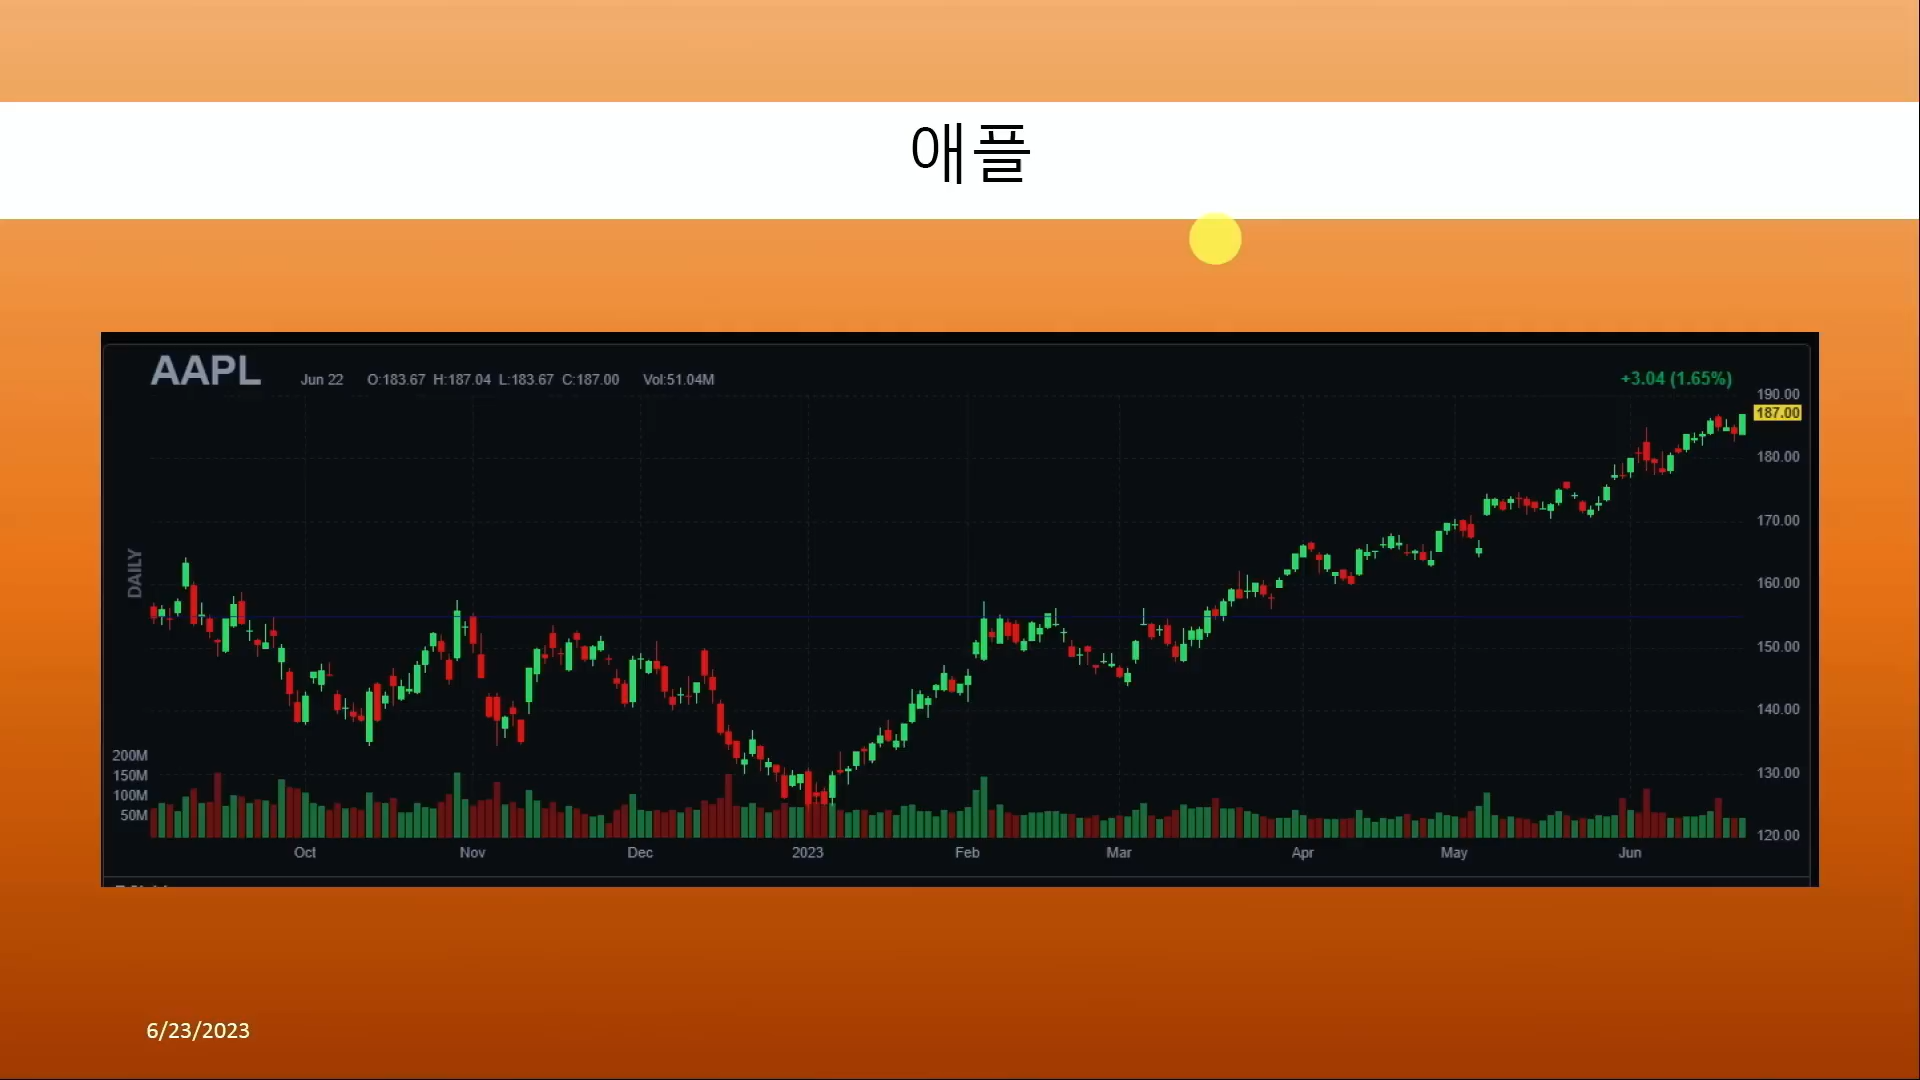 애플
AAPL Jun 22 O:183.67 H:187.04 L:183.67 C:187.00 Vol:51.04M +3.04 (1.65%)
190.00
187.00
180.00
170.00
160.00
150.00
140.00
130.00
120.00
DAILY
200M
150M
100M
50M
Oct Nov Dec 2023 Feb Mar Apr May Jun
6/23/2023